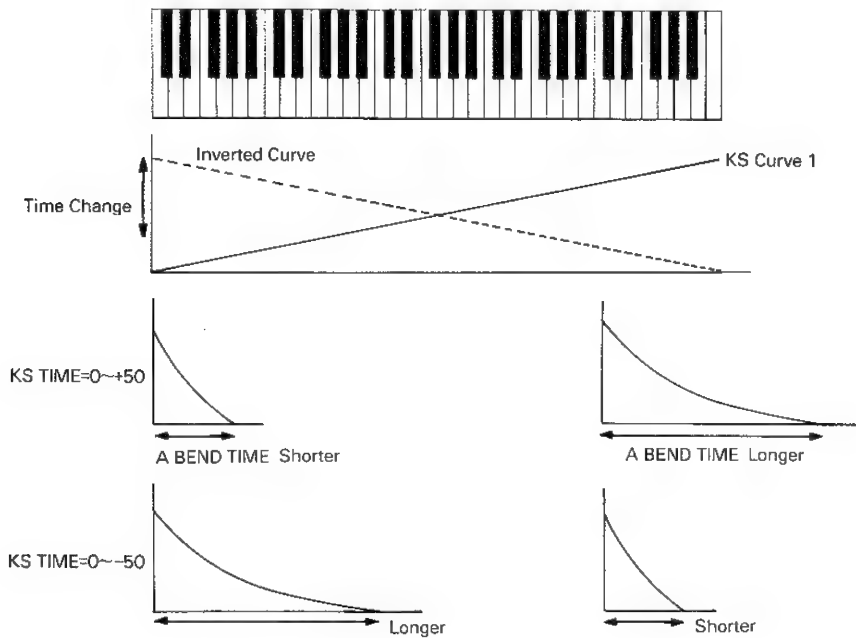 Inverted Curve
KS Curve 1
Time Change
KS TIME=0~+50
A BEND TIME Shorter
A BEND TIME Longer
KS TIME=0~-50
Longer
Shorter